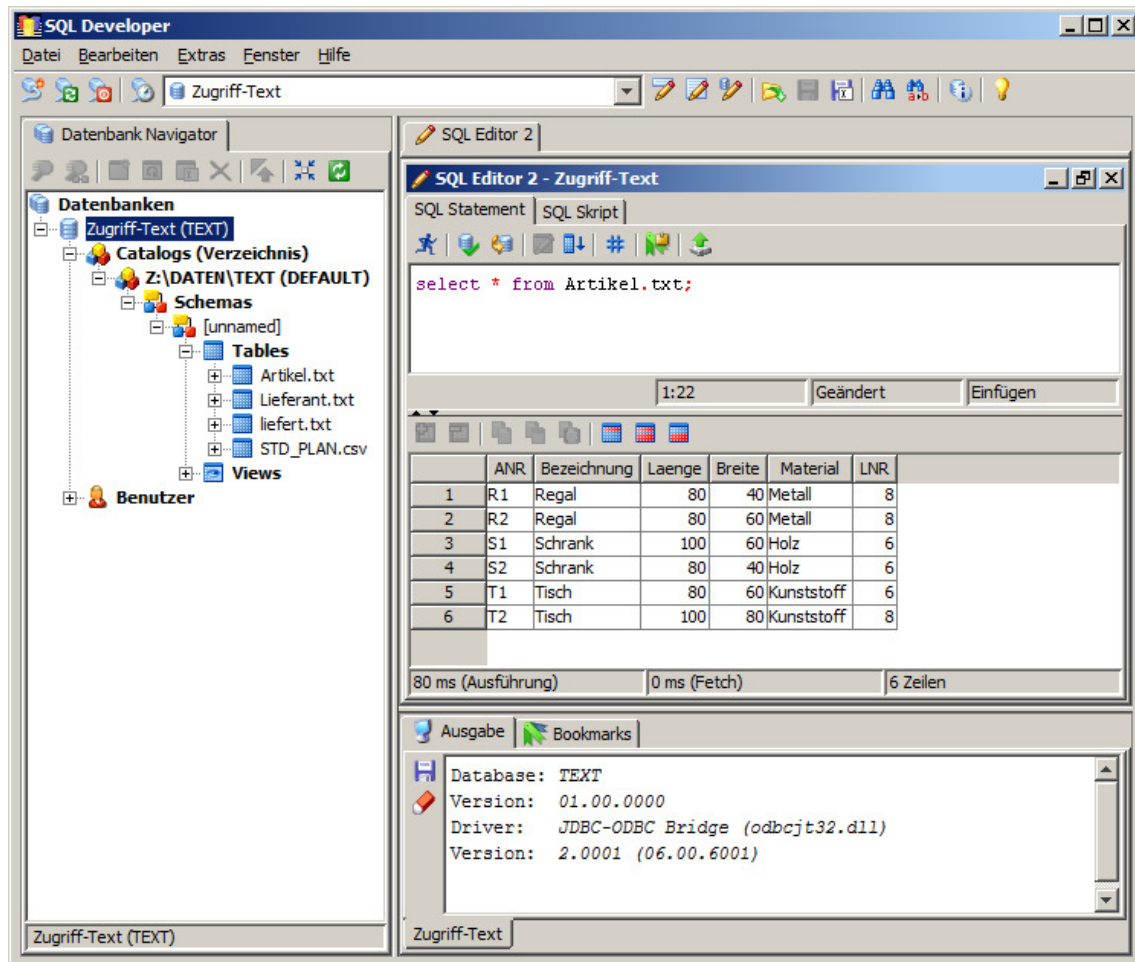 SQL Developer
Datei Bearbeiten Extras Fenster Hilfe
Zugriff-Text
Datenbank Navigator
Datenbanken
Zugriff-Text (TEXT)
Catalogs (Verzeichnis)
Z:\DATEN\TEXT (DEFAULT)
Schemas
[unnamed]
Tables
Artikel.txt
Lieferant.txt
liefert.txt
STD_PLAN.csv
Views
Benutzer
Zugriff-Text (TEXT)
SQL Editor 2
SQL Editor 2 - Zugriff-Text
SQL Statement SQL Skript
select * from Artikel.txt;
1:22 Geändert Einfügen
ANR Bezeichnung Laenge Breite Material LNR
1 R1 Regal 80 40 Metall 8
2 R2 Regal 80 60 Metall 8
3 S1 Schrank 100 60 Holz 6
4 S2 Schrank 80 40 Holz 6
5 T1 Tisch 80 60 Kunststoff 6
6 T2 Tisch 100 80 Kunststoff 8
80 ms (Ausführung) 0 ms (Fetch) 6 Zeilen
Ausgabe Bookmarks
Database: TEXT
Version: 01.00.0000
Driver: JDBC-ODBC Bridge (odbcjt32.dll)
Version: 2.0001 (06.00.6001)
Zugriff-Text